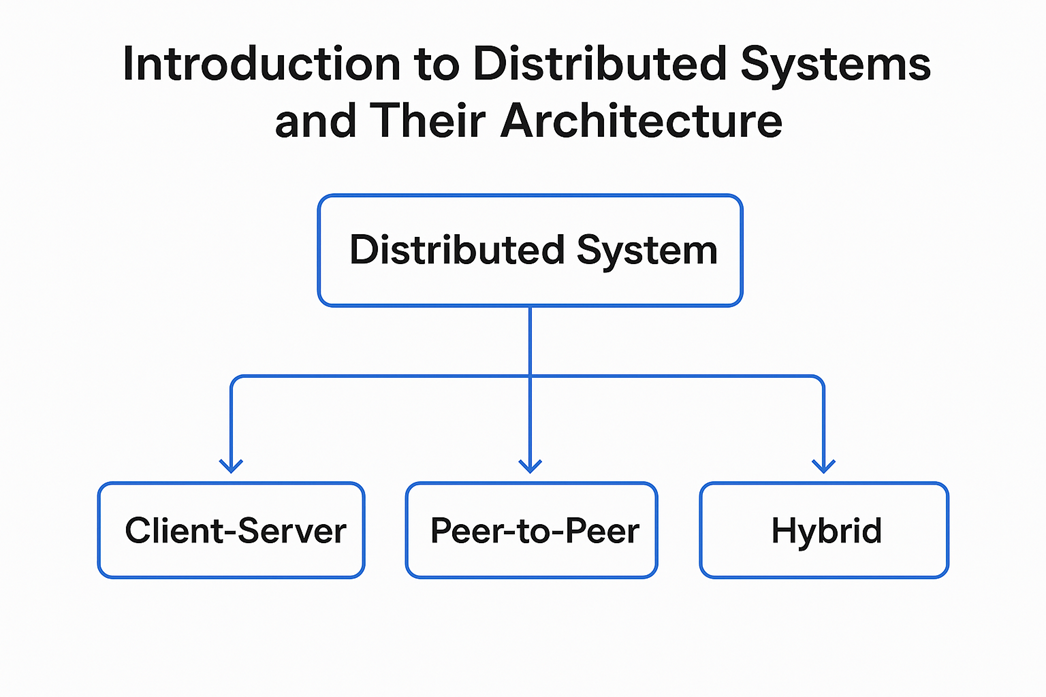 Introduction to Distributed Systems
and Their Architecture
Distributed System
Client-Server
Peer-to-Peer
Hybrid